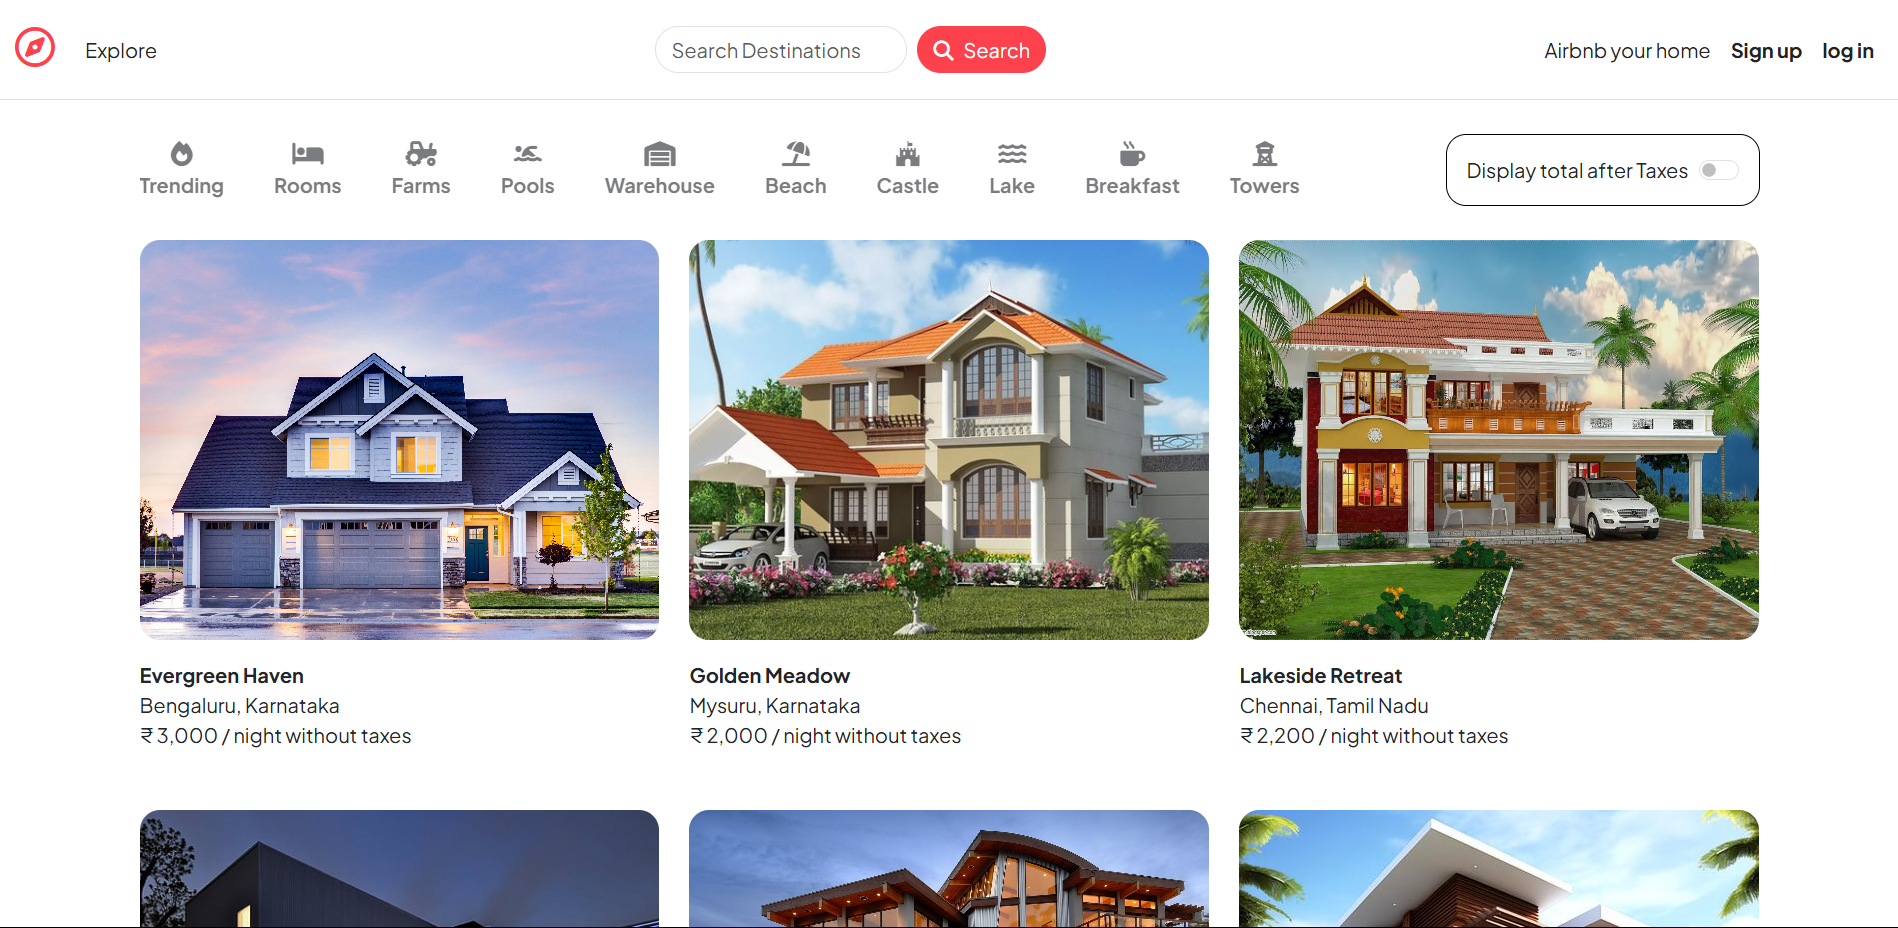 Explore
Search Destinations
Search
Airbnb your home
Sign up
log in
Trending
Rooms
Farms
Pools
Warehouse
Beach
Castle
Lake
Breakfast
Towers
Display total after Taxes
Evergreen Haven
Bengaluru, Karnataka
₹ 3,000 / night without taxes
Golden Meadow
Mysuru, Karnataka
₹ 2,000 / night without taxes
Lakeside Retreat
Chennai, Tamil Nadu
₹ 2,200 / night without taxes